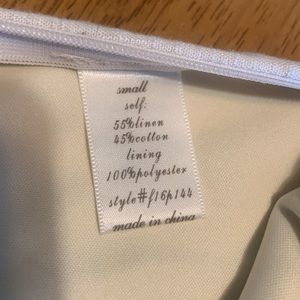 small
self:
55%linen
45%cotton
lining
100%polyester
style#f16p144
made in china